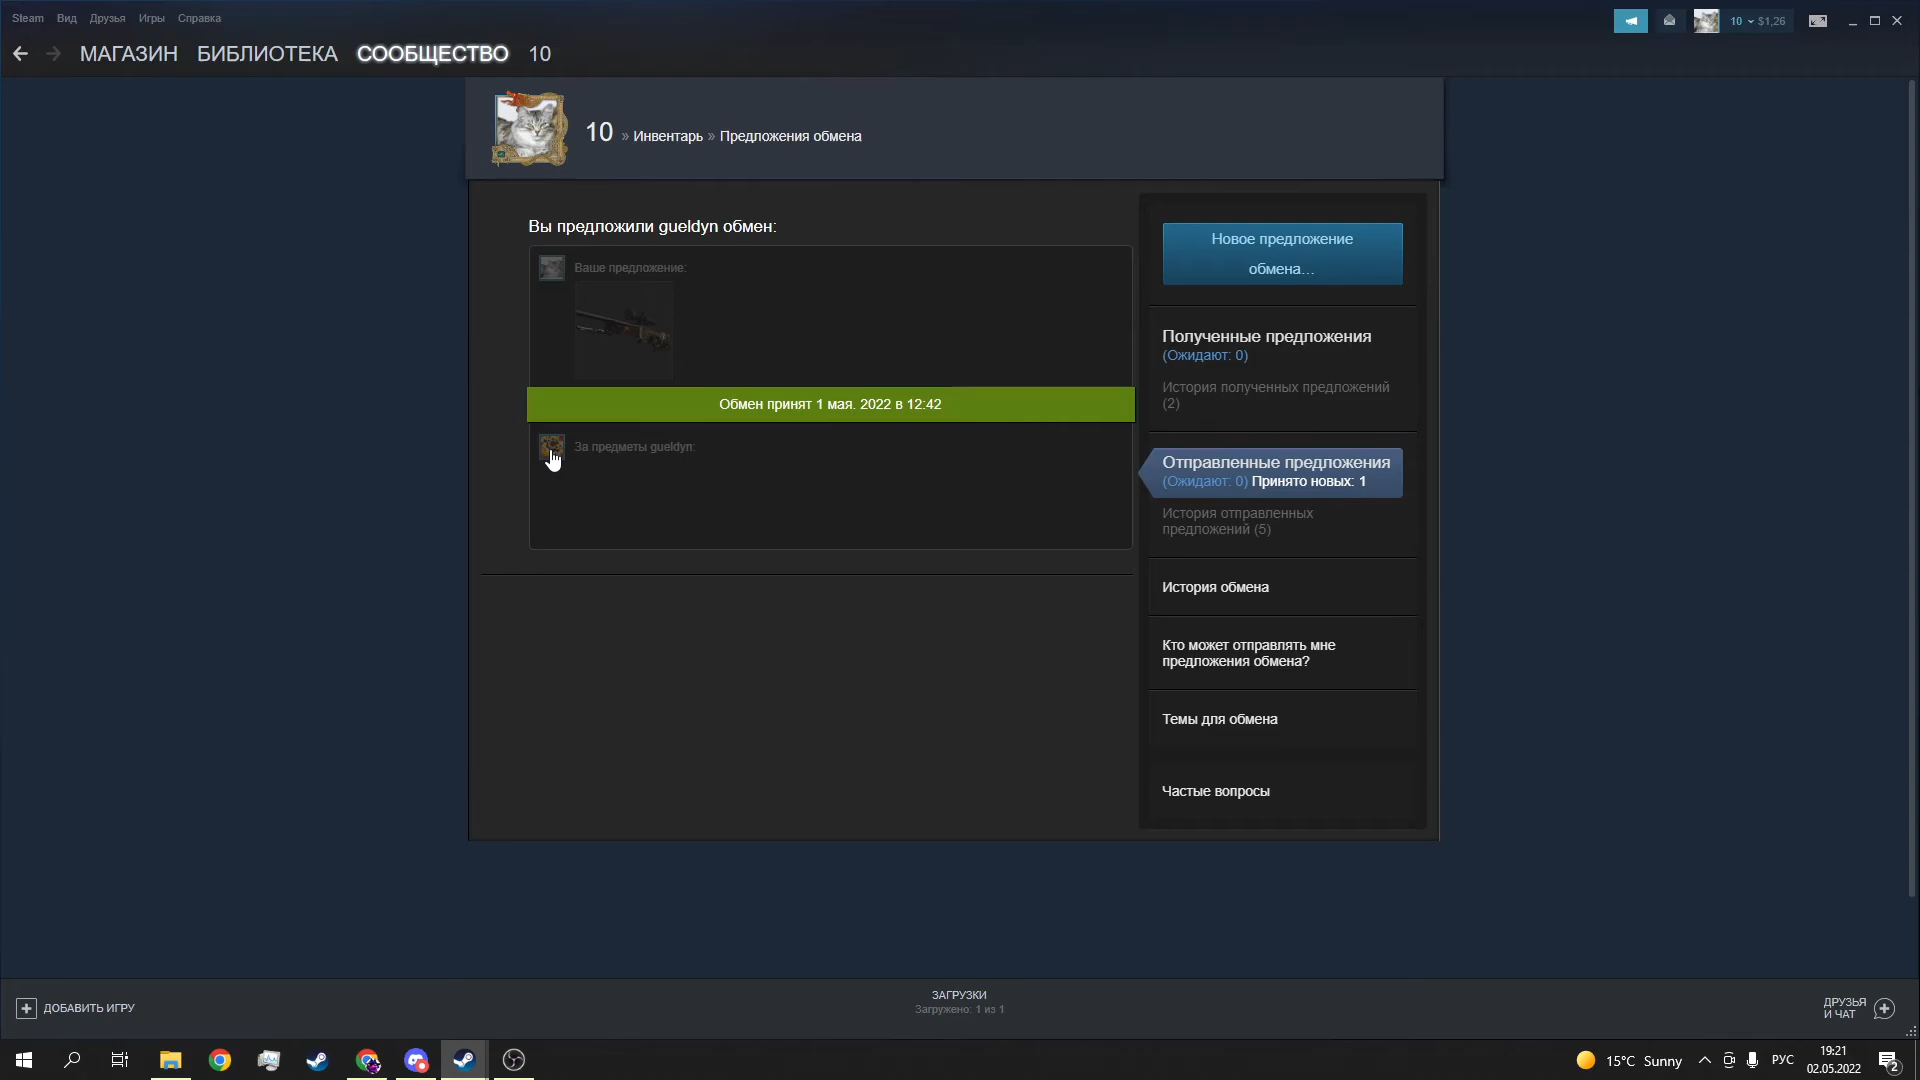 Steam Вид Друзья Игры Справка
10 $1,26
МАГАЗИН БИБЛИОТЕКА СООБЩЕСТВО 10
10 » Инвентарь » Предложения обмена
Вы предложили gueldyn обмен:
Ваше предложение:
Обмен принят 1 мая. 2022 в 12:42
За предметы gueldyn:
Новое предложение
обмена…
Полученные предложения
(Ожидают: 0)
История полученных предложений
(2)
Отправленные предложения
(Ожидают: 0) Принято новых: 1
История отправленных
предложений (5)
История обмена
Кто может отправлять мне
предложения обмена?
Темы для обмена
Частые вопросы
ДОБАВИТЬ ИГРУ
ЗАГРУЗКИ
Загружено: 1 из 1
ДРУЗЬЯ
И ЧАТ
15°C Sunny
РУС
19:21
02.05.2022
2